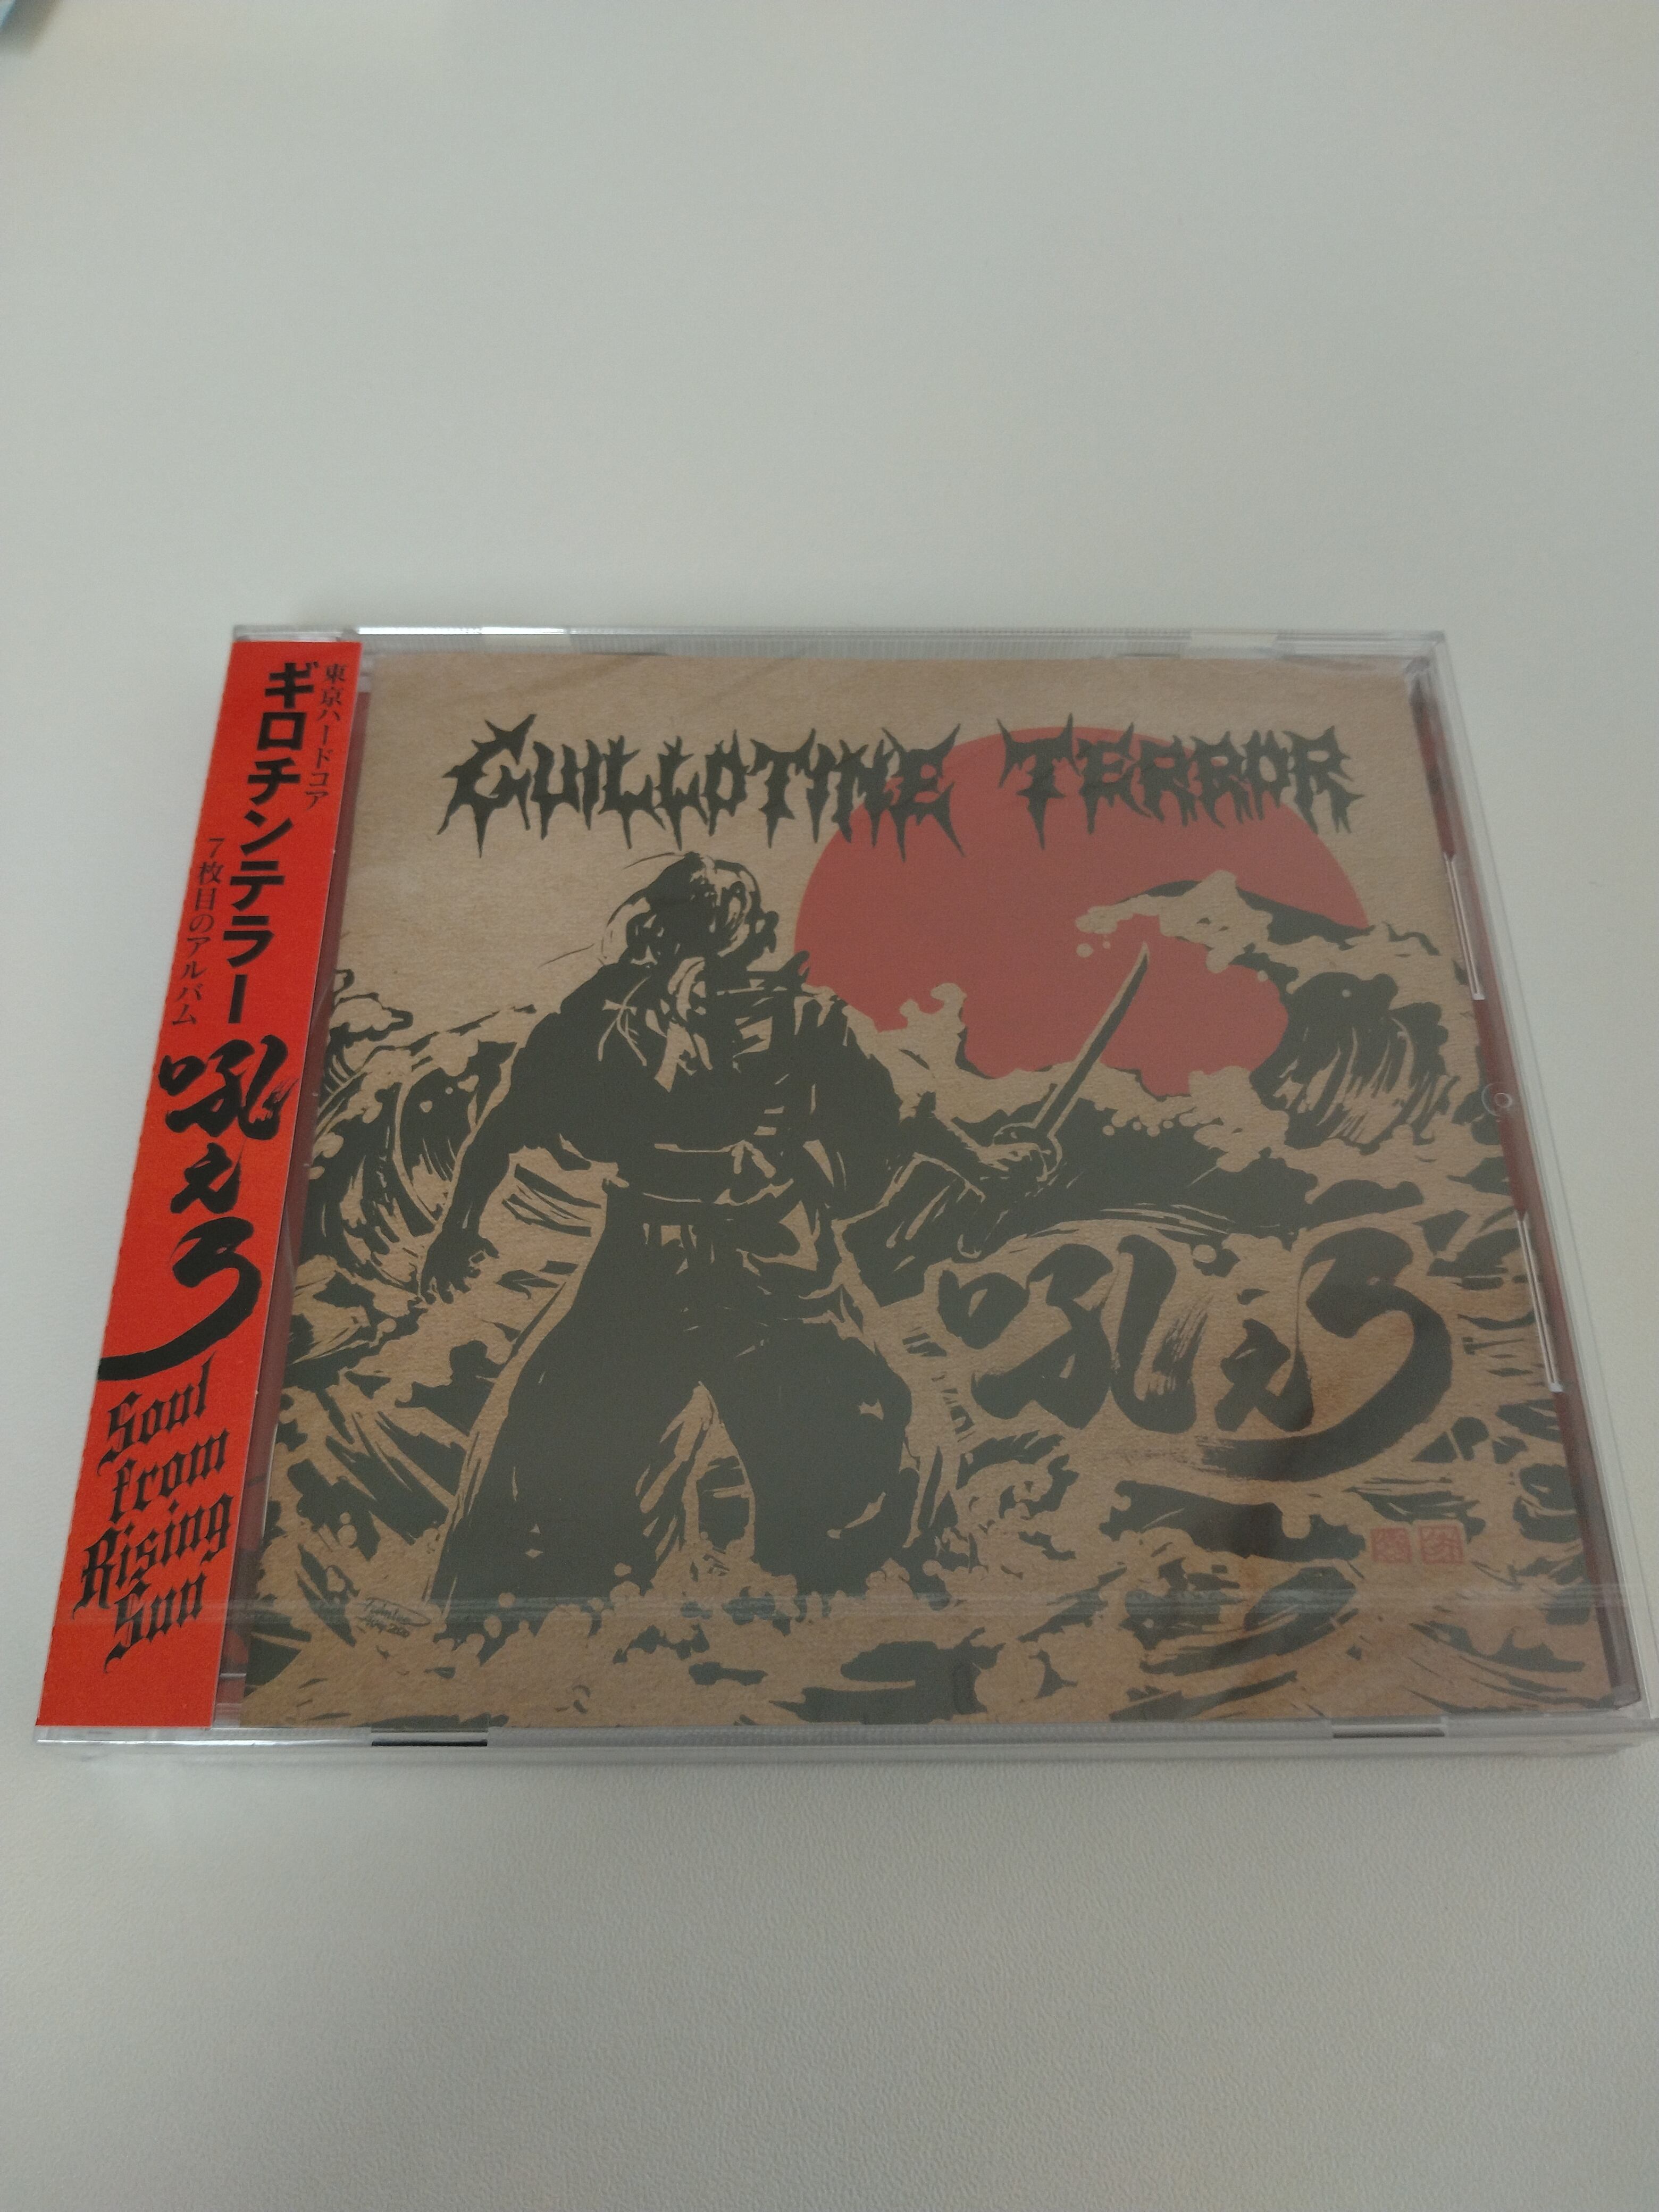 東京ハードコア
ギロチンテラー
7枚目のアルバム
吼えろ
Soul
from
Rising
Sun
GUILLOTINE TERROR
吼えろ